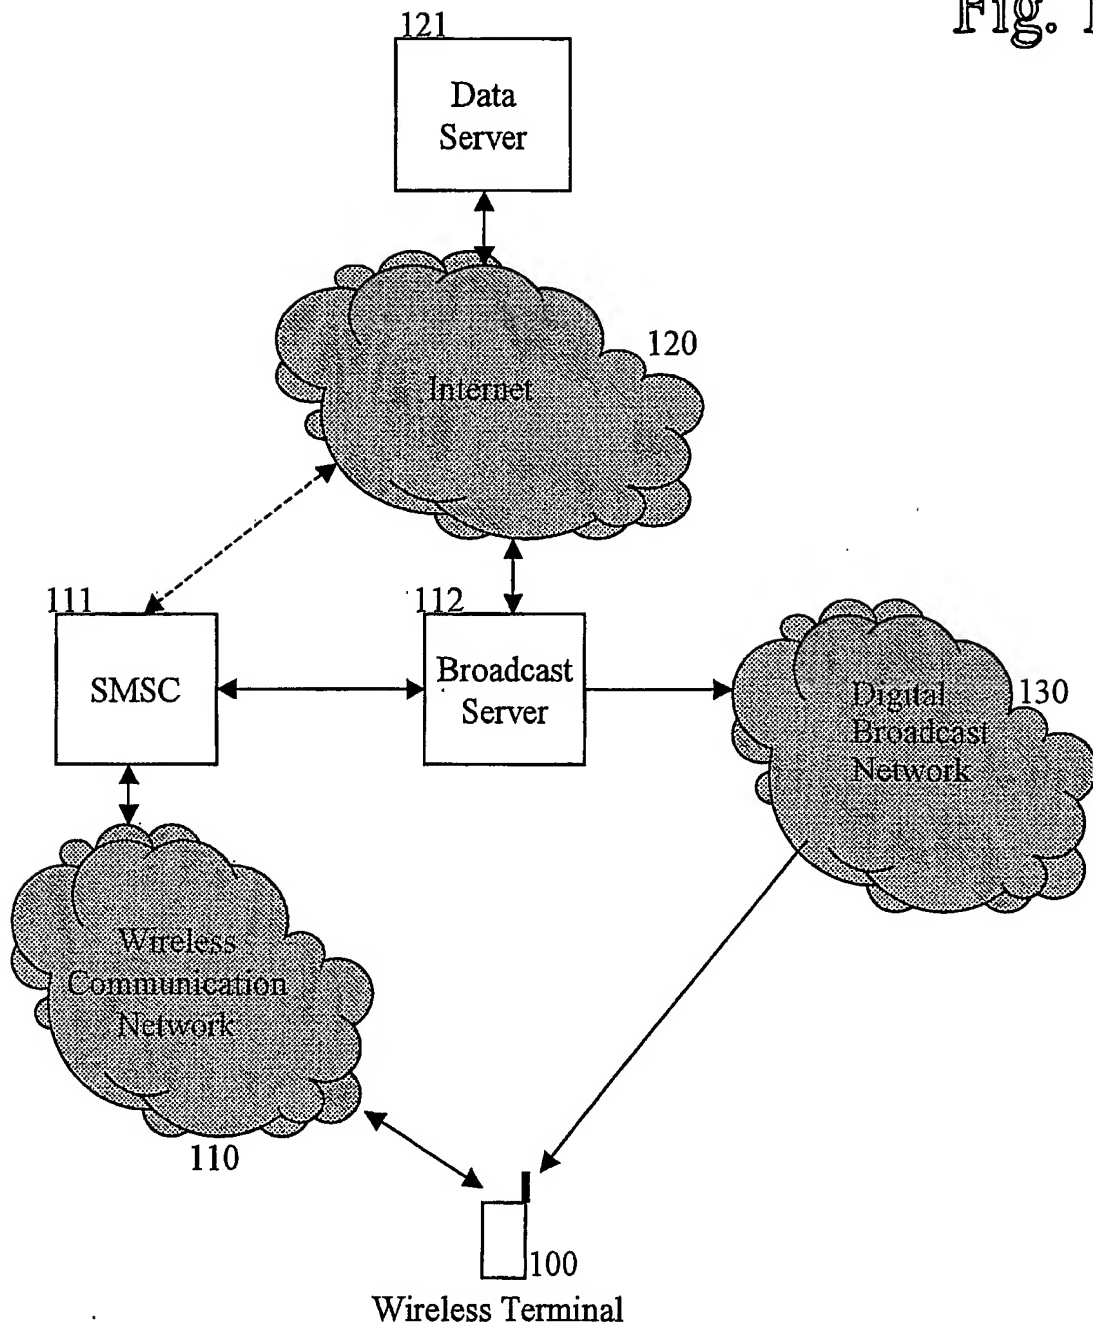 Fig. 1
121
Data
Server
120
Internet
111
SMSC
112
Broadcast
Server
130
Digital
Broadcast
Network
Wireless
Communication
Network
110
100
Wireless Terminal